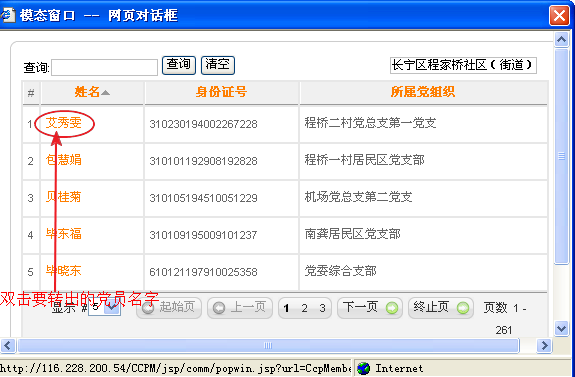 模态窗口 -- 网页对话框
查询: 查询 清空 长宁区程家桥社区（街道）
# 姓名 身份证号 所属党组织
1 艾秀雯 310230194002267228 程桥二村党总支第一党支
2 包慧娟 310101192908192828 程桥一村居民区党支部
3 贝桂菊 310105194510051229 机场党总支第二党支
4 毕东福 310109195009101237 南龚居民区党支部
5 毕晓东 610121197910025358 党委综合支部
双击要转出的党员名字
显示 # 5 起始页 上一页 1 2 3 下一页 终止页 页数 1 -
261
http://116.228.200.54/CCPM/jsp/comm/popwin.jsp?url=CcpMembe Internet